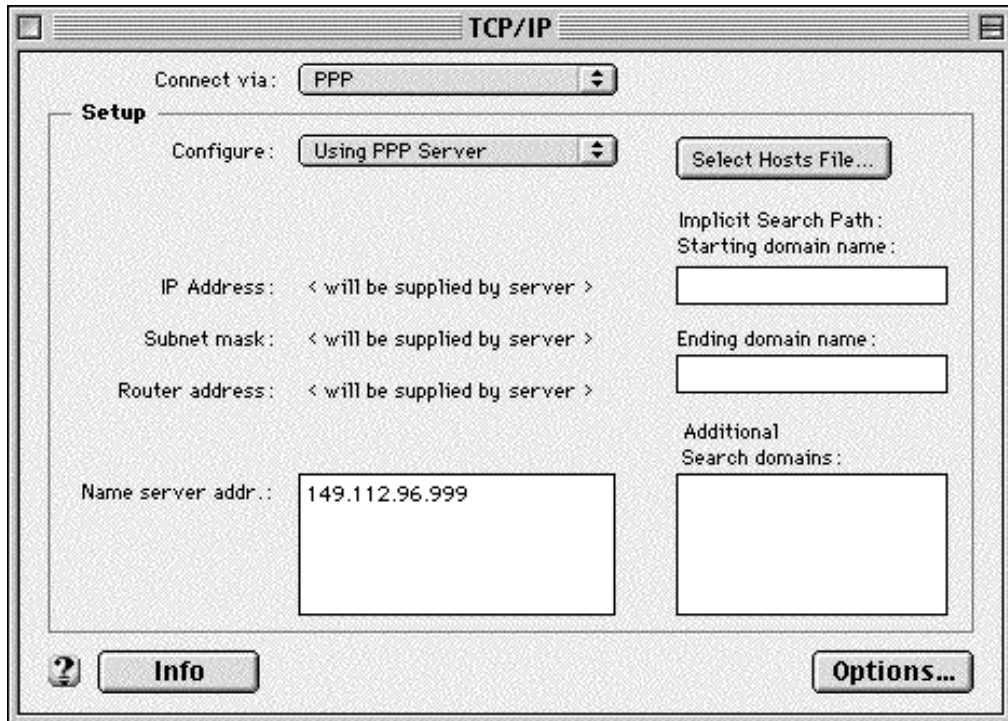 TCP/IP
Connect via: PPP
Setup
Configure: Using PPP Server
Select Hosts File...
Implicit Search Path:
Starting domain name:
IP Address: < will be supplied by server >
Subnet mask: < will be supplied by server >
Ending domain name:
Router address: < will be supplied by server >
Additional
Search domains:
Name server addr.: 149.112.96.999
? Info
Options...